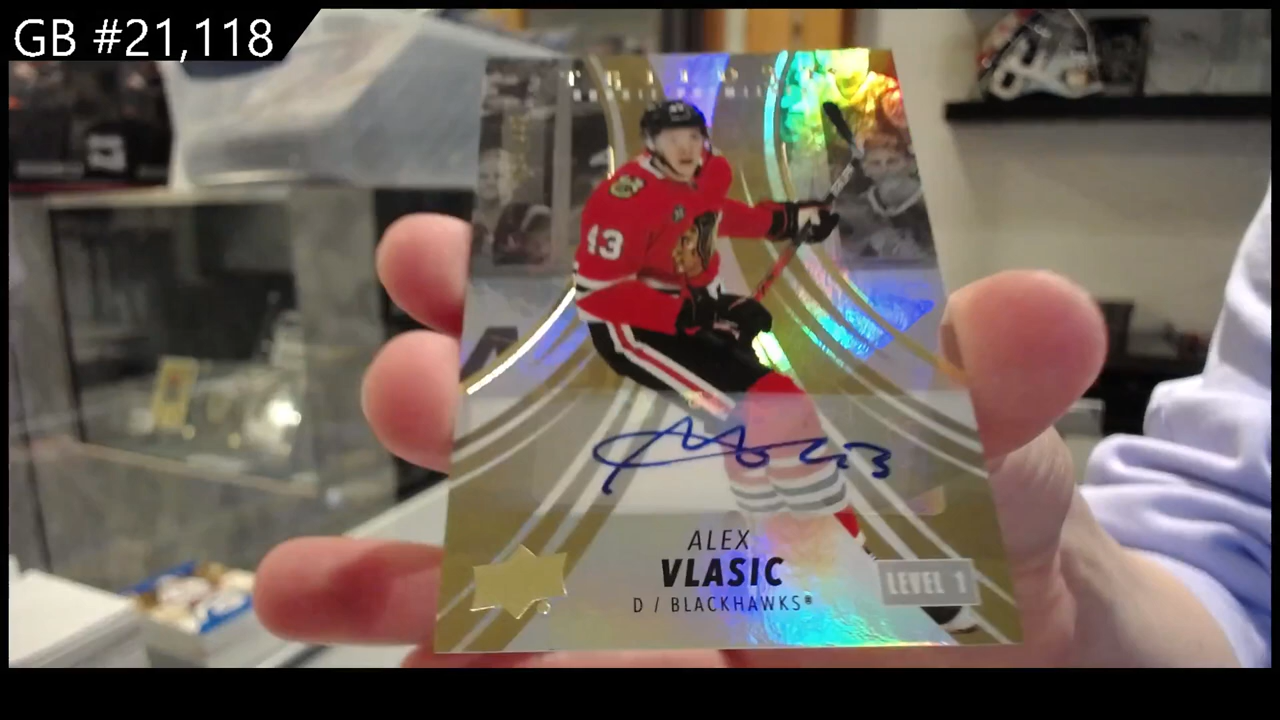 GB #21,118
43
ALEX
VLASIC
D / BLACKHAWKS®
LEVEL 1